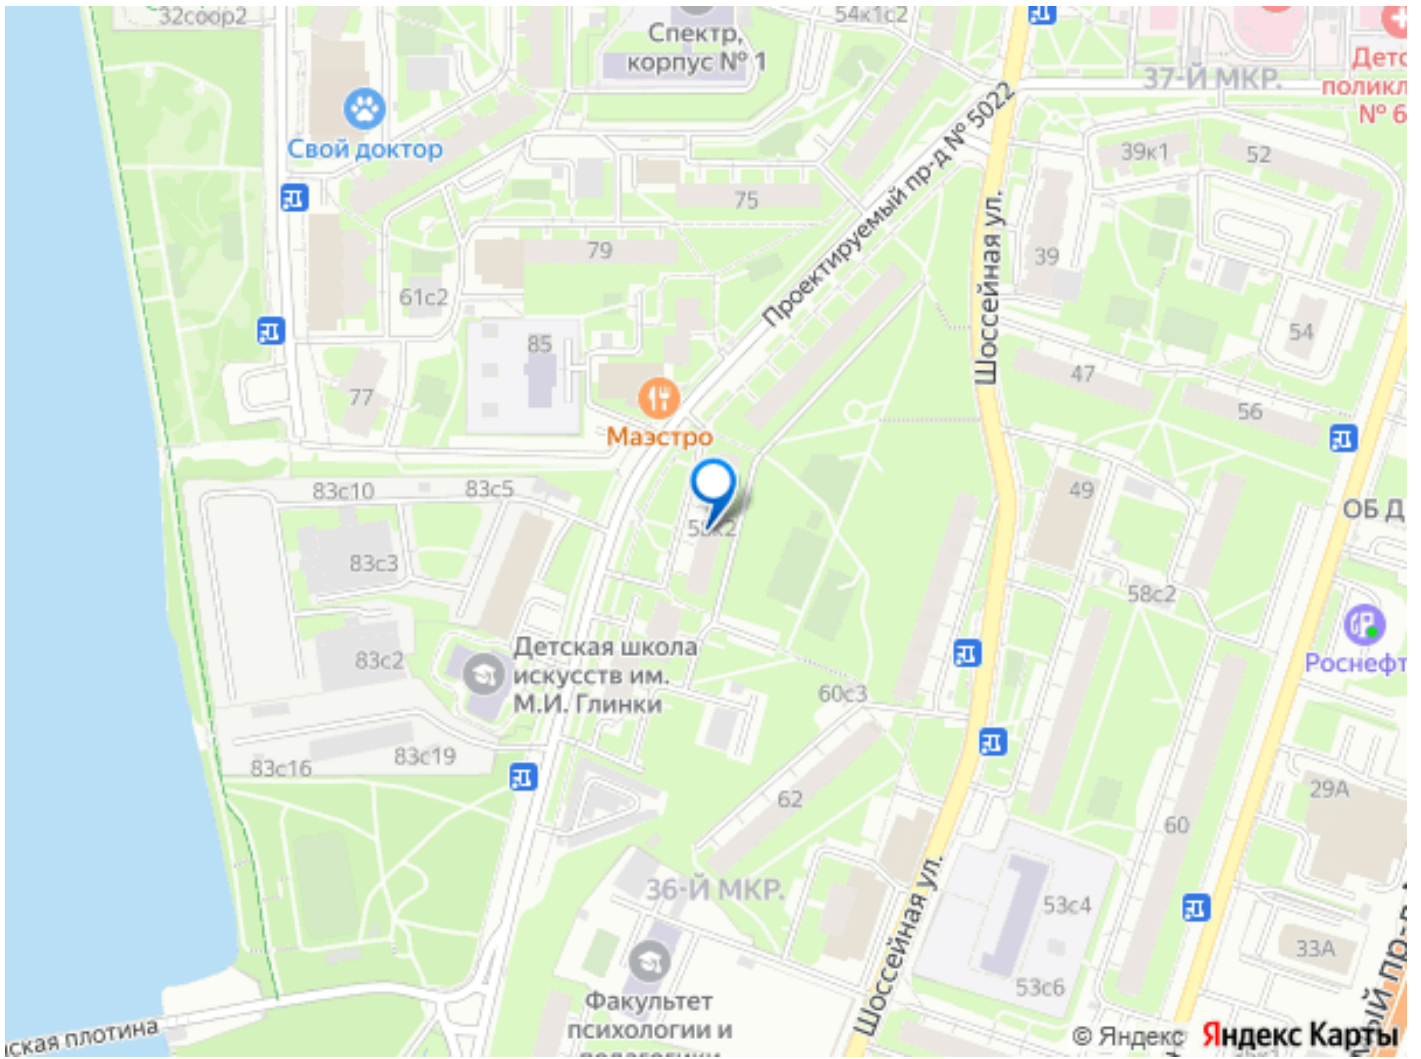 32соор2
54к1с2
Спектр,
корпус № 1
37-Й МКР.
№ 6
Свой доктор
39к1
52
Проектируемый пр-д № 5022
75
79
Шоссейная ул.
39
61с2
54
85
77
47
56
Маэстро
83с10
83с5
49
58к2
83с3
58с2
Роснефт
Детская школа
искусств им.
М.И. Глинки
83с2
60с3
83с16
83с19
62
29А
60
36-Й МКР.
Шоссейная ул.
53с4
33А
53с6
Факультет
психологии и
педагогики
ская плотина
© Яндекс
Яндекс Карты